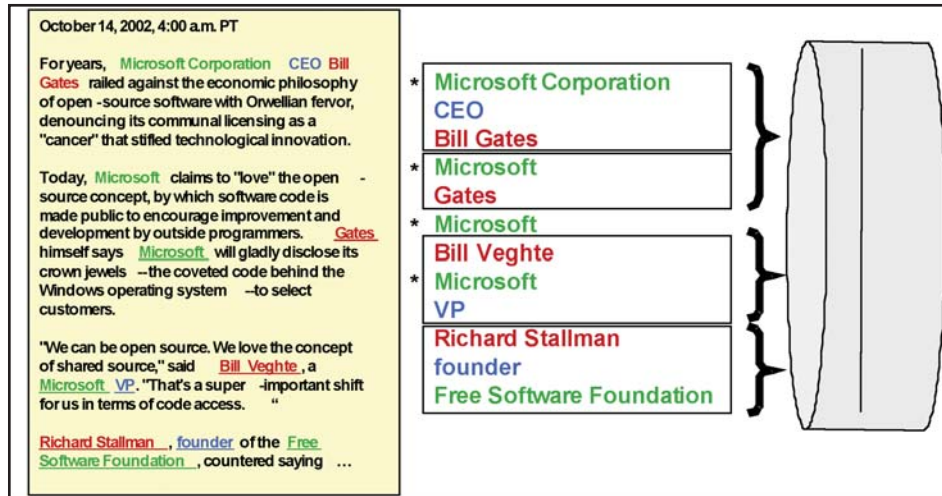 October 14, 2002, 4:00 a.m. PT
For years, Microsoft Corporation CEO Bill
Gates railed against the economic philosophy
of open -source software with Orwellian fervor,
denouncing its communal licensing as a
"cancer" that stifled technological innovation.
Today, Microsoft claims to "love" the open -
source concept, by which software code is
made public to encourage improvement and
development by outside programmers. Gates
himself says Microsoft will gladly disclose its
crown jewels --the coveted code behind the
Windows operating system --to select
customers.
"We can be open source. We love the concept
of shared source," said Bill Veghte, a
Microsoft VP. "That's a super -important shift
for us in terms of code access. “
Richard Stallman, founder of the Free
Software Foundation, countered saying …
* Microsoft Corporation
CEO
Bill Gates
* Microsoft
Gates
* Microsoft
Bill Veghte
* Microsoft
VP
Richard Stallman
founder
Free Software Foundation